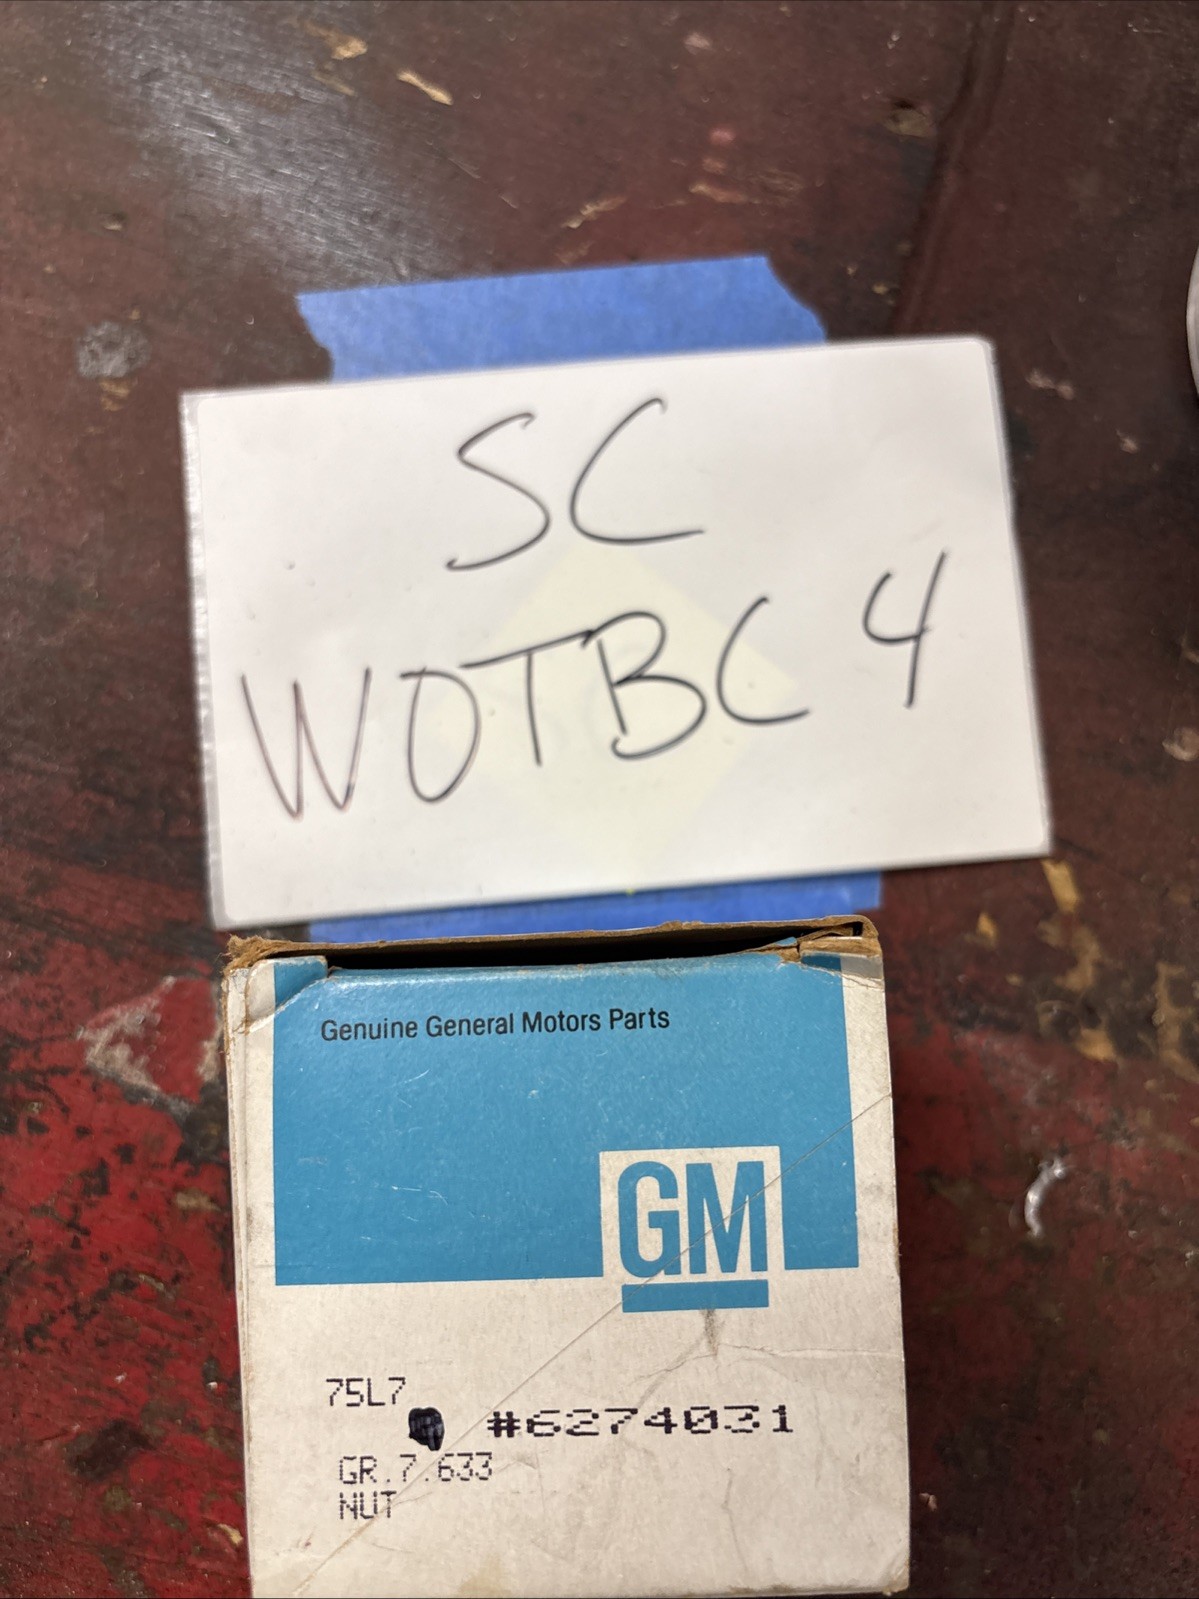 SC
WOTBC 4
Genuine General Motors Parts
GM
75L7
#6274031
GR.7.633
NUT